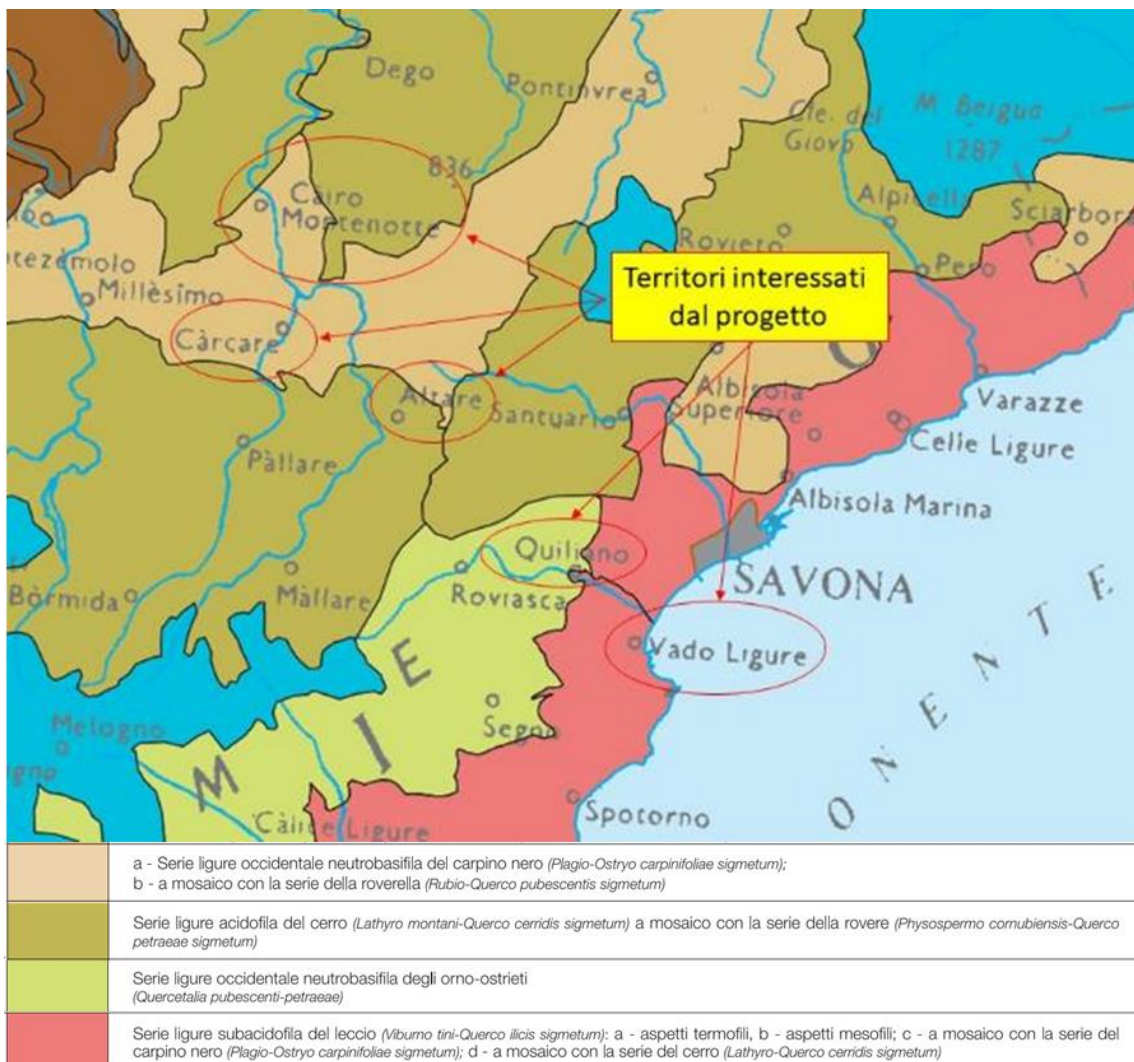 Dego
Pontinvrea
Cle. del
Giovo
M. Beigua
1287
836
Càiro
Montenotte
Alpicella
Sciarbora
Rovieto
Pero
tezémolo
Millèsimo
Territori interessati
dal progetto
Càrcare
Altare
Santuario
Albisola
Superiore
Varazze
Celle Ligure
Pàllare
Albisola Marina
Quiliano
SAVONA
Bòrmida
Màllare
Roviasca
Vado Ligure
Segno
Melogno
M I E
Spotorno
O N E N T E
Càlice Ligure
a - Serie ligure occidentale neutrobasifila del carpino nero (Plagio-Ostryo carpinifoliae sigmetum);
b - a mosaico con la serie della roverella (Rubio-Querco pubescentis sigmetum)
Serie ligure acidofila del cerro (Lathyro montani-Querco cerridis sigmetum) a mosaico con la serie della rovere (Physospermo cornubiensis-Querco
petraeae sigmetum)
Serie ligure occidentale neutrobasifila degli orno-ostrieti
(Quercetalia pubescenti-petraeae)
Serie ligure subacidofila del leccio (Viburno tini-Querco ilicis sigmetum): a - aspetti termofili, b - aspetti mesofili; c - a mosaico con la serie del
carpino nero (Plagio-Ostryo carpinifoliae sigmetum); d - a mosaico con la serie del cerro (Lathyro-Querco cerridis sigmetum)